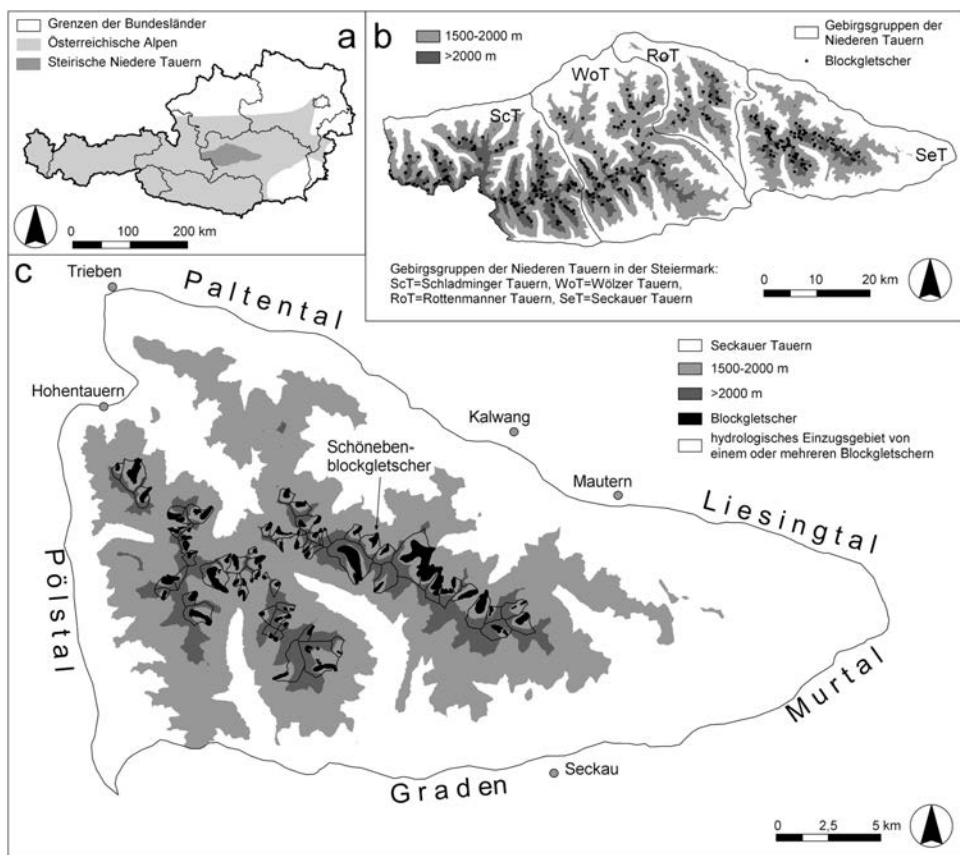 Grenzen der Bundesländer
Österreichische Alpen
Steirische Niedere Tauern
a
0 100 200 km
b
1500-2000 m
>2000 m
Gebirgsgruppen der
Niederen Tauern
Blockgletscher
RoT
WoT
ScT
SeT
Gebirgsgruppen der Niederen Tauern in der Steiermark:
ScT=Schladminger Tauern, WoT=Wölzer Tauern,
RoT=Rottenmanner Tauern, SeT=Seckauer Tauern
0 10 20 km
c
Trieben
Paltental
Hohentauern
Kalwang
Schöneben-
blockgletscher
Mautern
Liesingtal
Pölstal
Murtal
Graden
Seckau
Seckauer Tauern
1500-2000 m
>2000 m
Blockgletscher
hydrologisches Einzugsgebiet von
einem oder mehreren Blockgletschern
0 2,5 5 km